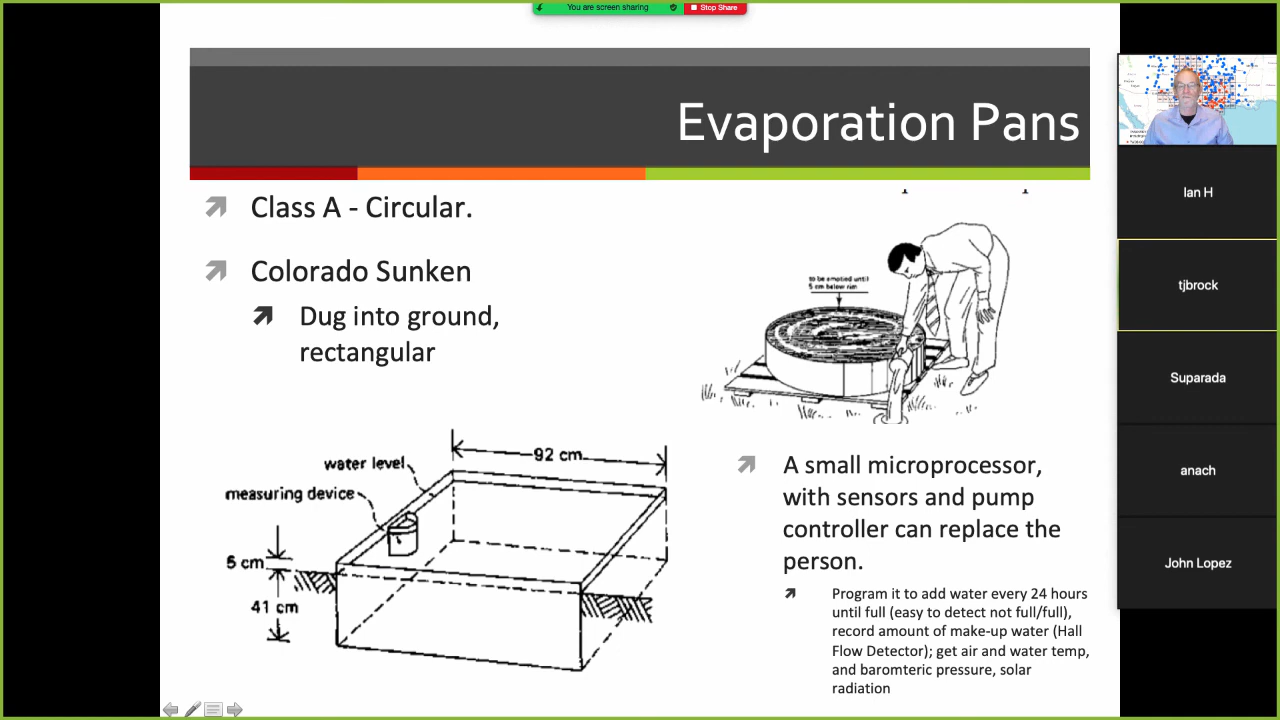 You are screen sharing
Stop Share
Evaporation Pans
Class A - Circular.
Colorado Sunken
Dug into ground,
rectangular
to be emptied until
5 cm below rim
92 cm
water level
measuring device
5 cm
41 cm
A small microprocessor,
with sensors and pump
controller can replace the
person.
Program it to add water every 24 hours
until full (easy to detect not full/full),
record amount of make-up water (Hall
Flow Detector); get air and water temp,
and baromteric pressure, solar
radiation
Ian H
tjbrock
Suparada
anach
John Lopez